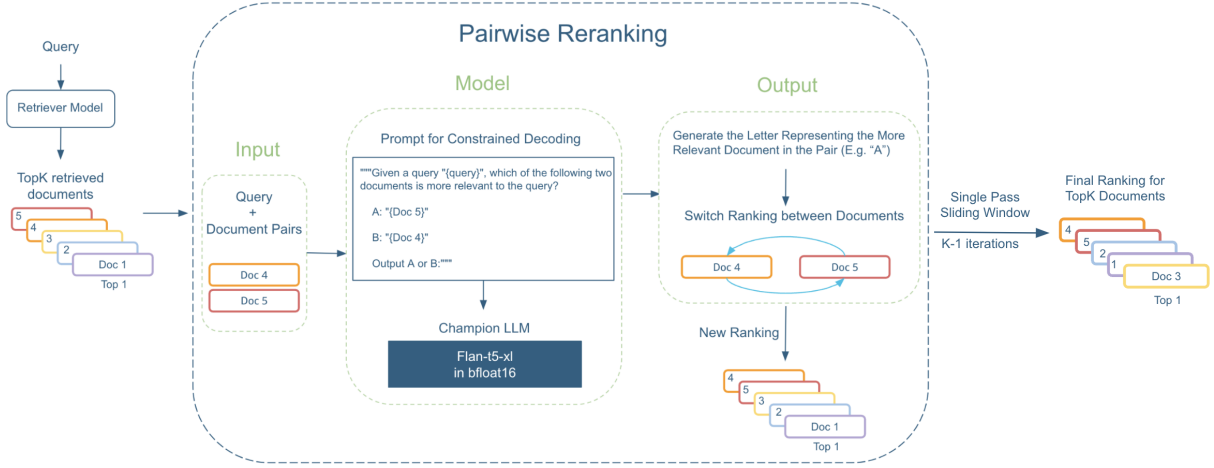 Pairwise Reranking
Query
Retriever Model
TopK retrieved
documents
5
4
3
2
Doc 1
Top 1
Input
Query
+
Document Pairs
Doc 4
Doc 5
Model
Prompt for Constrained Decoding
"""Given a query "{query}", which of the following two
documents is more relevant to the query?
A: "{Doc 5}"
B: "{Doc 4}"
Output A or B:"""
Champion LLM
Flan-t5-xl
in bfloat16
Output
Generate the Letter Representing the More
Relevant Document in the Pair (E.g. “A”)
Switch Ranking between Documents
Doc 4
Doc 5
New Ranking
4
5
3
2
Doc 1
Top 1
Single Pass
Sliding Window
K-1 iterations
Final Ranking for
TopK Documents
4
5
2
1
Doc 3
Top 1